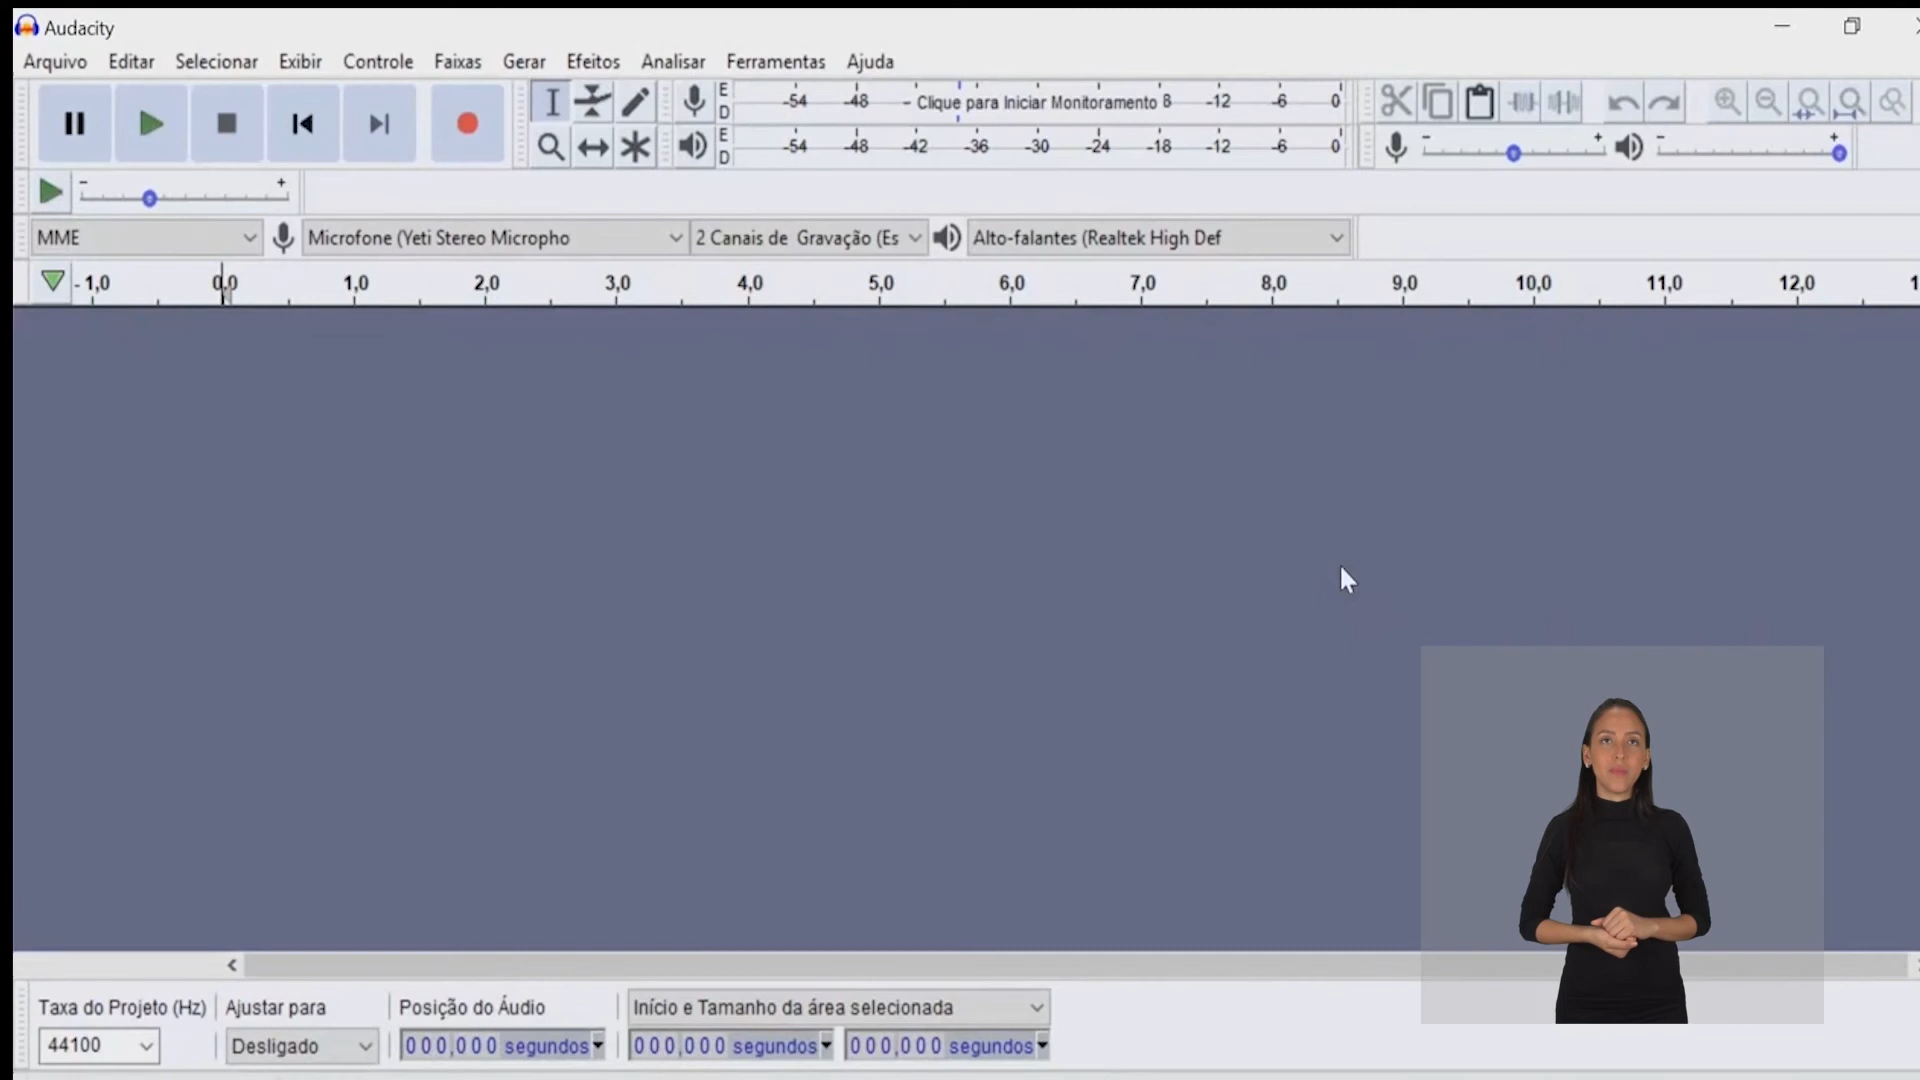 Audacity
Arquivo Editar Selecionar Exibir Controle Faixas Gerar Efeitos Analisar Ferramentas Ajuda
E D -54 -48 - Clique para Iniciar Monitoramento 8 -12 -6 0
E D -54 -48 -42 -36 -30 -24 -18 -12 -6 0
MME Microfone (Yeti Stereo Micropho 2 Canais de Gravação (Es Alto-falantes (Realtek High Def
-1,0 0,0 1,0 2,0 3,0 4,0 5,0 6,0 7,0 8,0 9,0 10,0 11,0 12,0 1
Taxa do Projeto (Hz) Ajustar para Posição do Áudio Início e Tamanho da área selecionada
44100 Desligado 000,000 segundos 000,000 segundos 000,000 segundos